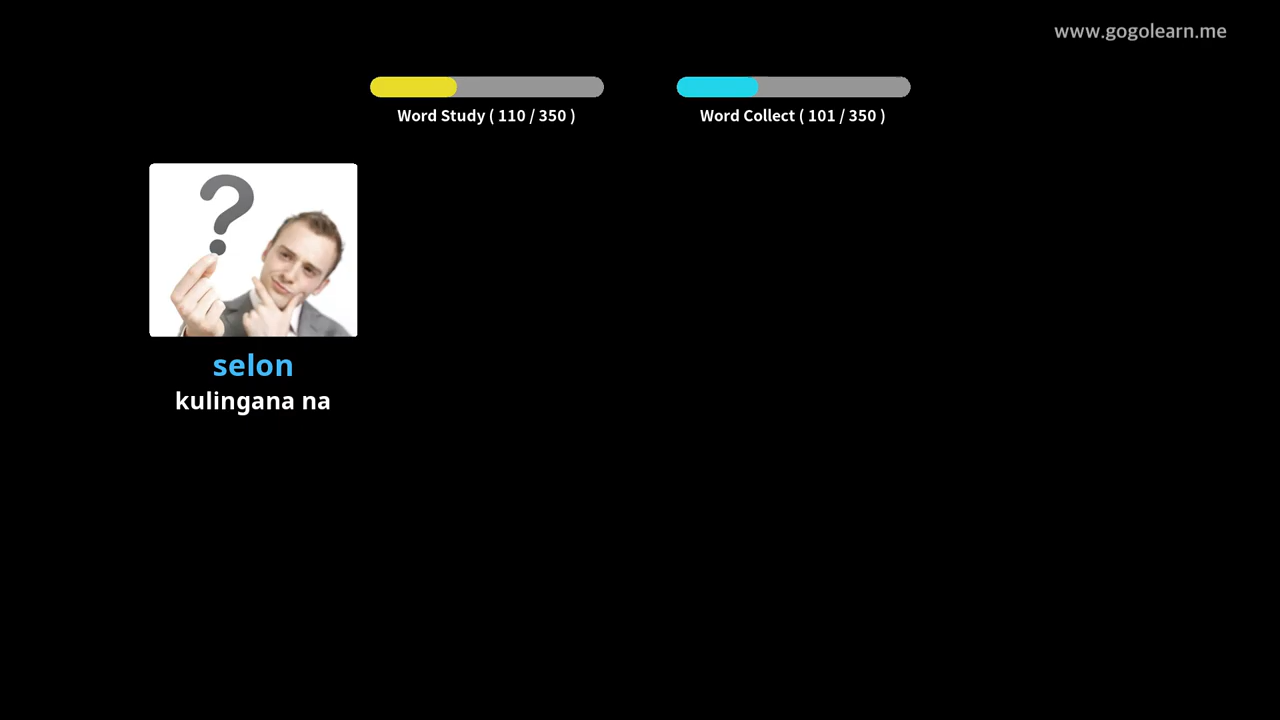 www.gogolearn.me
Word Study ( 110 / 350 )
Word Collect ( 101 / 350 )
?
selon
kulingana na